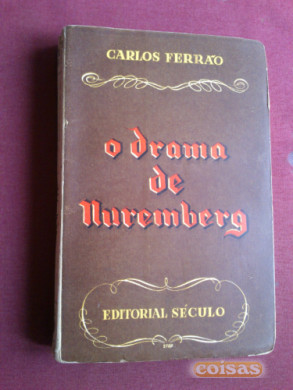 CARLOS FERRÃO
o drama
de
Nuremberg
EDITORIAL SÉCULO
coisas